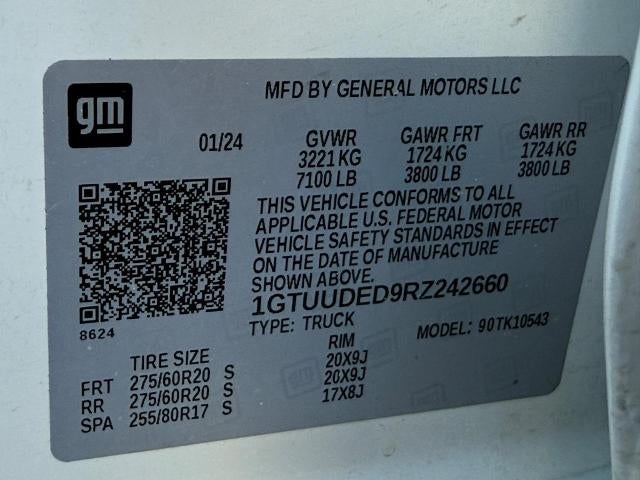 gm
MFD BY GENERAL MOTORS LLC
01/24 GVWR GAWR FRT GAWR RR
3221 KG 1724 KG 1724 KG
7100 LB 3800 LB 3800 LB
THIS VEHICLE CONFORMS TO ALL
APPLICABLE U.S. FEDERAL MOTOR
VEHICLE SAFETY STANDARDS IN EFFECT
ON THE DATE OF MANUFACTURE
SHOWN ABOVE.
1GTUUDED9RZ242660
8624
TYPE: TRUCK MODEL: 90TK10543
TIRE SIZE RIM
FRT 275/60R20 S 20X9J
RR 275/60R20 S 20X9J
SPA 255/80R17 S 17X8J